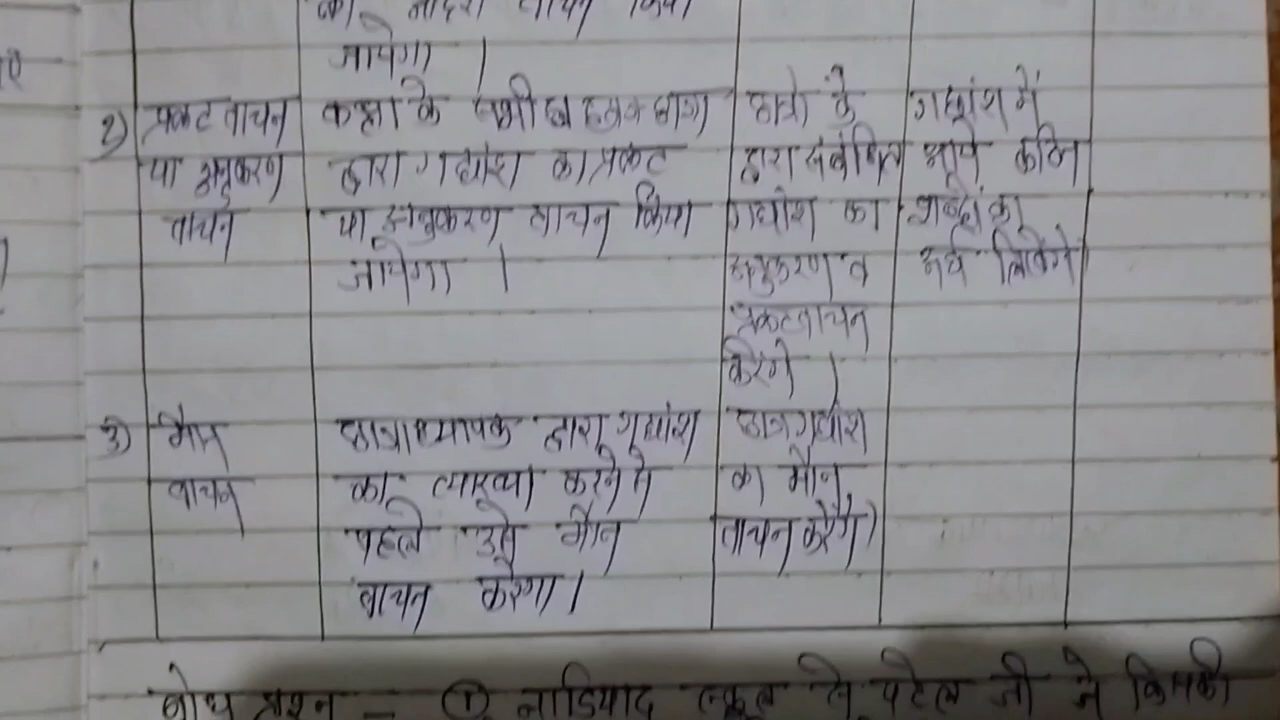 का आदर्श वाचन किया
जायेगा ।
2) प्रकट वाचन कक्षा के सभी छात्रों के गद्यांश में
या अनुकरण द्वारा गद्यांश का प्रकट द्वारा संबंधित आये कठिन
वाचन या अनुकरण वाचन किया गद्यांश का शब्दों का
जायेगा । अनुकरण व अर्थ लिखेंगे
प्रकट वाचन
करेंगे ।
3) मौन छात्राध्यापक द्वारा गद्यांश छात्र गद्यांश
वाचन का व्याख्या करने से का मौन
पहले उसे मौन वाचन करेंगे।
वाचन करेगा ।
बोध प्रश्न - ① नाडियाद स्कूल में पटेल जी ने किसकी